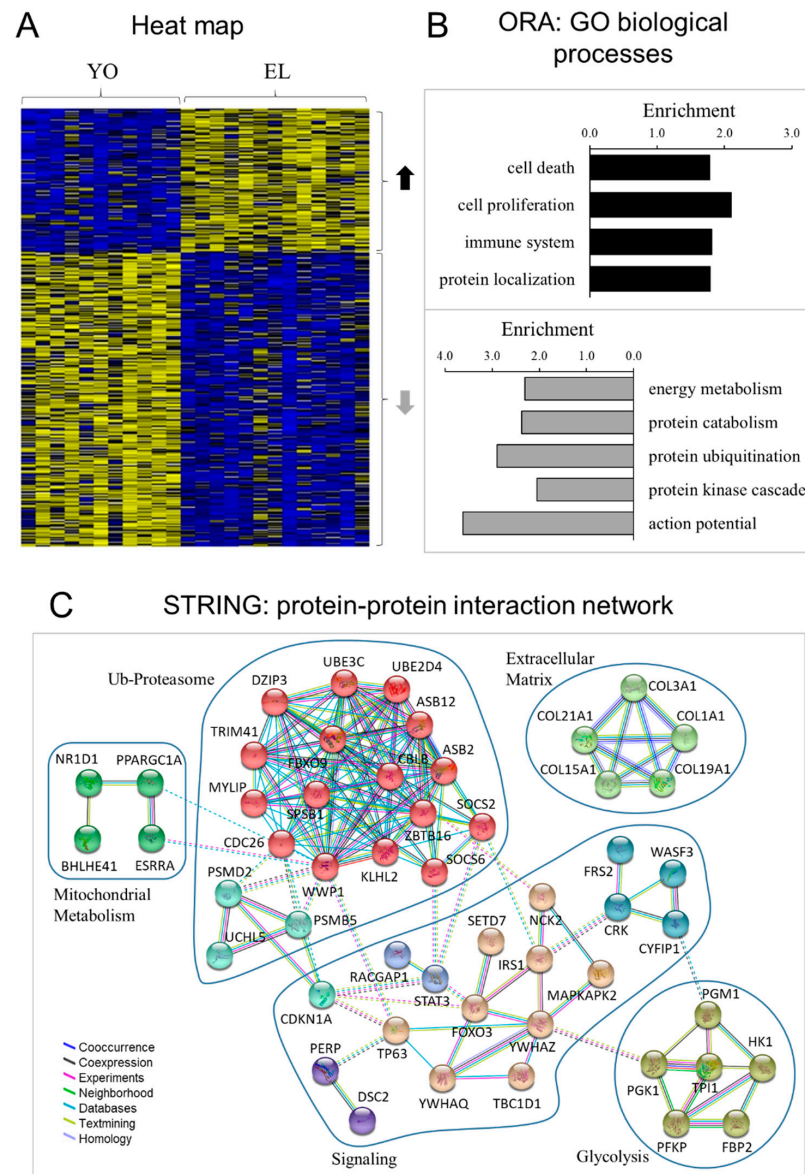 A
Heat map
YO
EL
B
ORA: GO biological
processes
Enrichment
0.0 1.0 2.0 3.0
cell death
cell proliferation
immune system
protein localization
Enrichment
4.0 3.0 2.0 1.0 0.0
energy metabolism
protein catabolism
protein ubiquitination
protein kinase cascade
action potential
C
STRING: protein-protein interaction network
Ub-Proteasome
UBE3C
UBE2D4
DZIP3
ASB12
TRIM41
FBXO9
CBLB
ASB2
MYLIP
SPSB1
ZBTB16
SOCS2
CDC26
WWP1
KLHL2
SOCS6
PSMD2
PSMB5
UCHL5
Extracellular
Matrix
COL3A1
COL21A1
COL1A1
COL15A1
COL19A1
NR1D1
PPARGC1A
BHLHE41
ESRRA
Mitochondrial
Metabolism
FRS2
WASF3
CRK
CYFIP1
SETD7
NCK2
IRS1
RACGAP1
STAT3
MAPKAPK2
CDKN1A
FOXO3
TP63
YWHAZ
PERP
DSC2
YWHAQ
TBC1D1
Signaling
PGM1
HK1
PGK1
TPI1
PFKP
FBP2
Glycolysis
Cooccurrence
Coexpression
Experiments
Neighborhood
Databases
Textmining
Homology